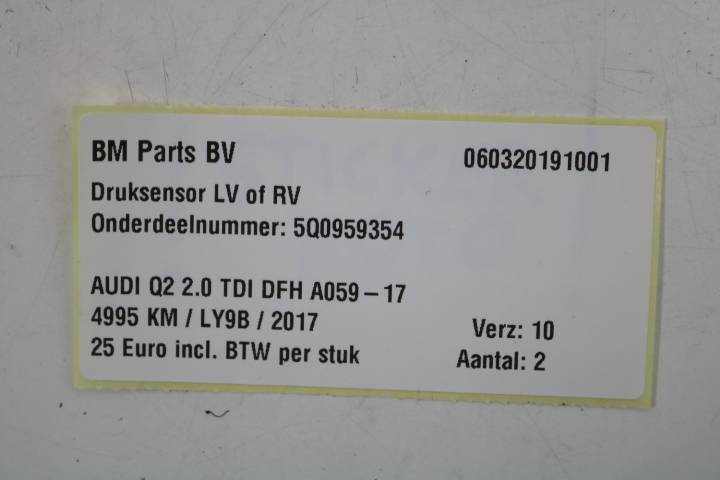 BM Parts BV 060320191001
Druksensor LV of RV
Onderdeelnummer: 5Q0959354
AUDI Q2 2.0 TDI DFH A059-17
4995 KM / LY9B / 2017 Verz: 10
25 Euro incl. BTW per stuk Aantal: 2